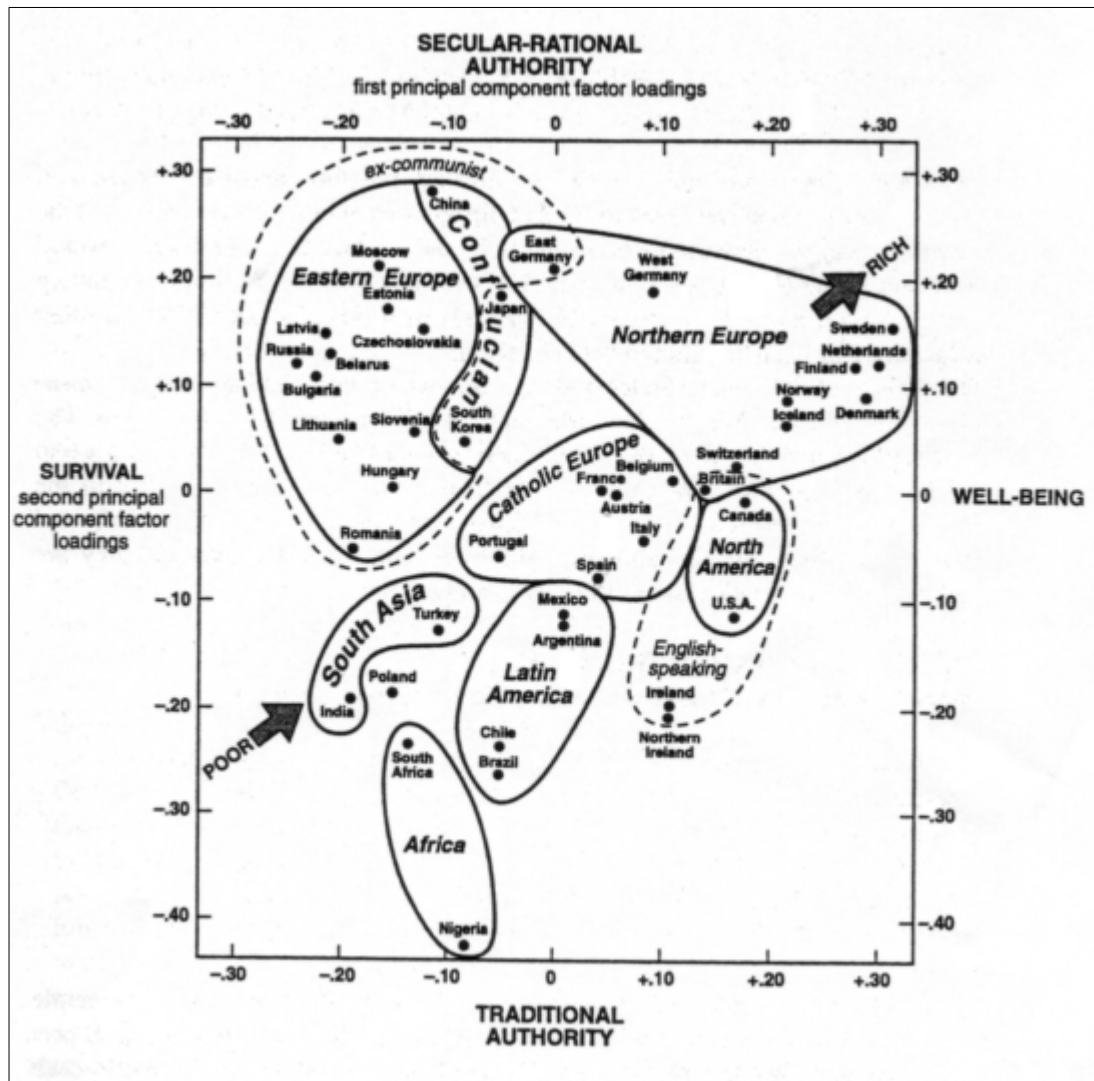 SECULAR-RATIONAL
AUTHORITY
first principal component factor loadings
-.30 -.20 -.10 0 +.10 +.20 +.30
+.30 +.30
ex-communist
China
Confucian
East
Germany
West
Germany
RICH
Moscow
Eastern Europe
+.20 +.20
Estonia
Japan
Northern Europe
Sweden
Latvia
Czechoslovakia
Netherlands
Russia
Belarus
Finland
Bulgaria
+.10 +.10
Norway
Iceland
Denmark
Lithuania
Slovenia
South
Korea
Catholic Europe
Switzerland
Hungary
Belgium
France
Britain
SURVIVAL
second principal
component factor
loadings
0 0
WELL-BEING
Austria
Canada
Romania
Portugal
Italy
North
America
Spain
South Asia
-.10 -.10
Turkey
Mexico
Argentina
U.S.A.
English-
speaking
Poland
Latin
America
India
Ireland
-.20 -.20
Northern
Ireland
POOR
South
Africa
Chile
Brazil
-.30 -.30
Africa
-.40 -.40
Nigeria
-.30 -.20 -.10 0 +.10 +.20 +.30
TRADITIONAL
AUTHORITY